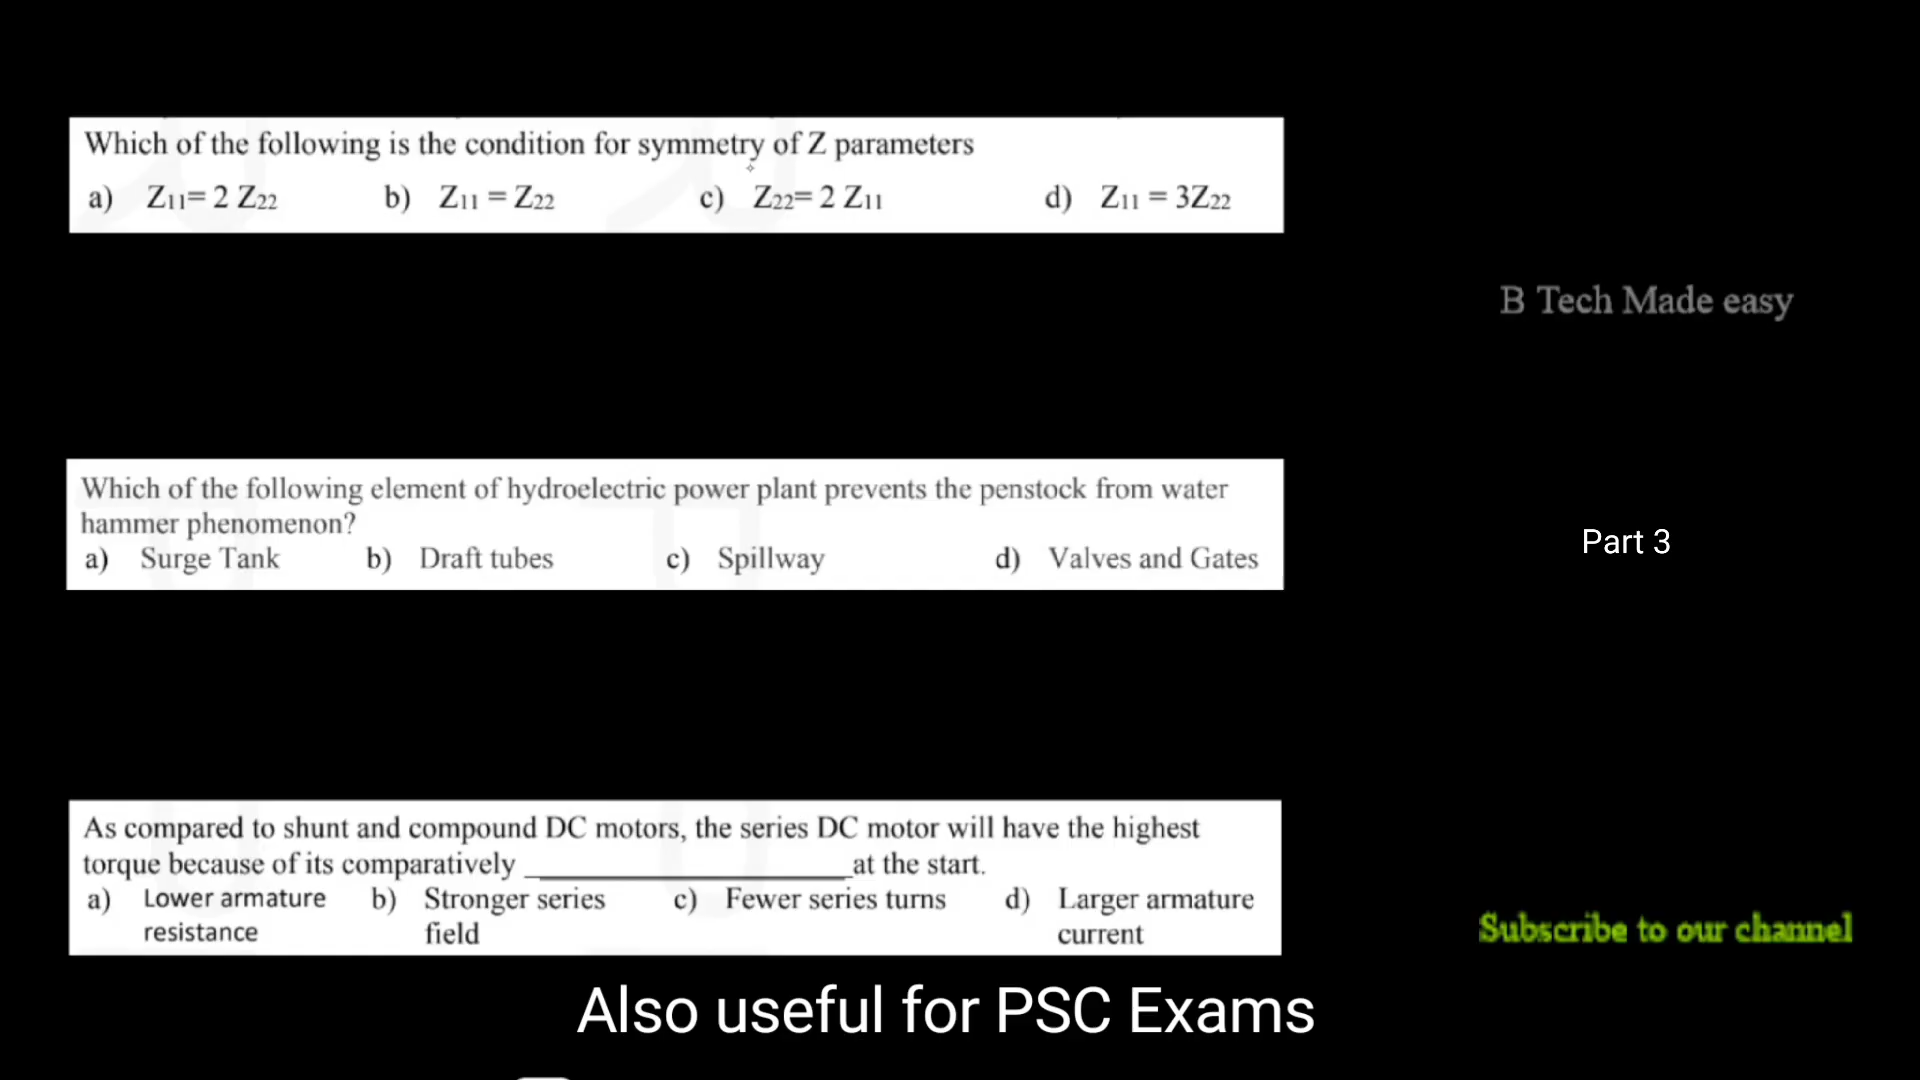 Which of the following is the condition for symmetry of Z parameters
a) Z11= 2 Z22 b) Z11 = Z22 c) Z22= 2 Z11 d) Z11 = 3Z22
B Tech Made easy
Which of the following element of hydroelectric power plant prevents the penstock from water
hammer phenomenon?
a) Surge Tank b) Draft tubes c) Spillway d) Valves and Gates
Part 3
As compared to shunt and compound DC motors, the series DC motor will have the highest
torque because of its comparatively ____________________at the start.
a) Lower armature b) Stronger series c) Fewer series turns d) Larger armature
resistance field current
Subscribe to our channel
Also useful for PSC Exams